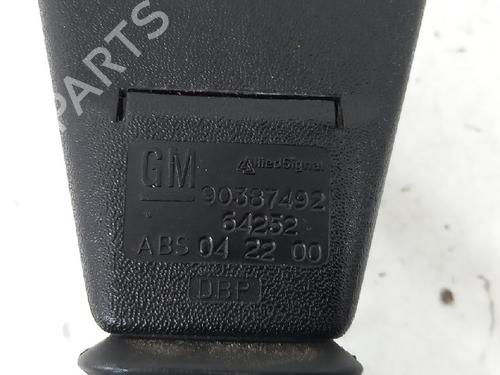 PARTS
GM AlliedSignal
90387492
64252
ABS 04 22 00
DBP